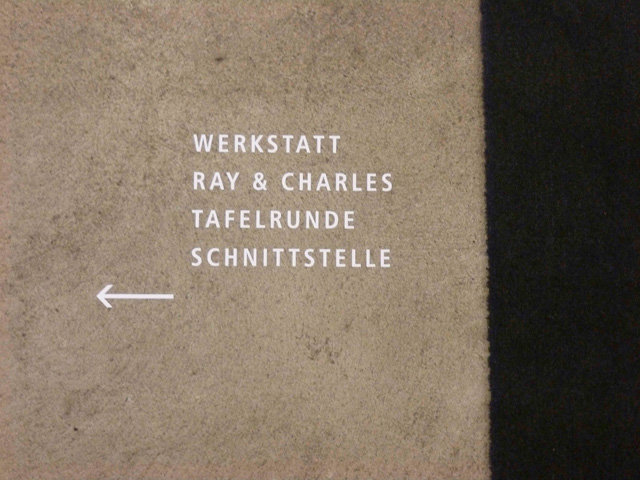 WERKSTATT
RAY & CHARLES
TAFELRUNDE
SCHNITTSTELLE